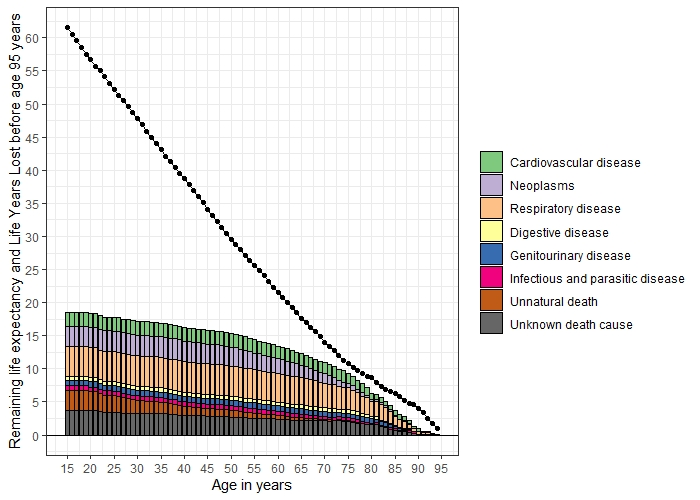 Remaining life expectancy and Life Years Lost before age 95 years
60
55
50
45
40
35
30
25
20
15
10
5
0
15 20 25 30 35 40 45 50 55 60 65 70 75 80 85 90 95
Age in years
Cardiovascular disease
Neoplasms
Respiratory disease
Digestive disease
Genitourinary disease
Infectious and parasitic disease
Unnatural death
Unknown death cause